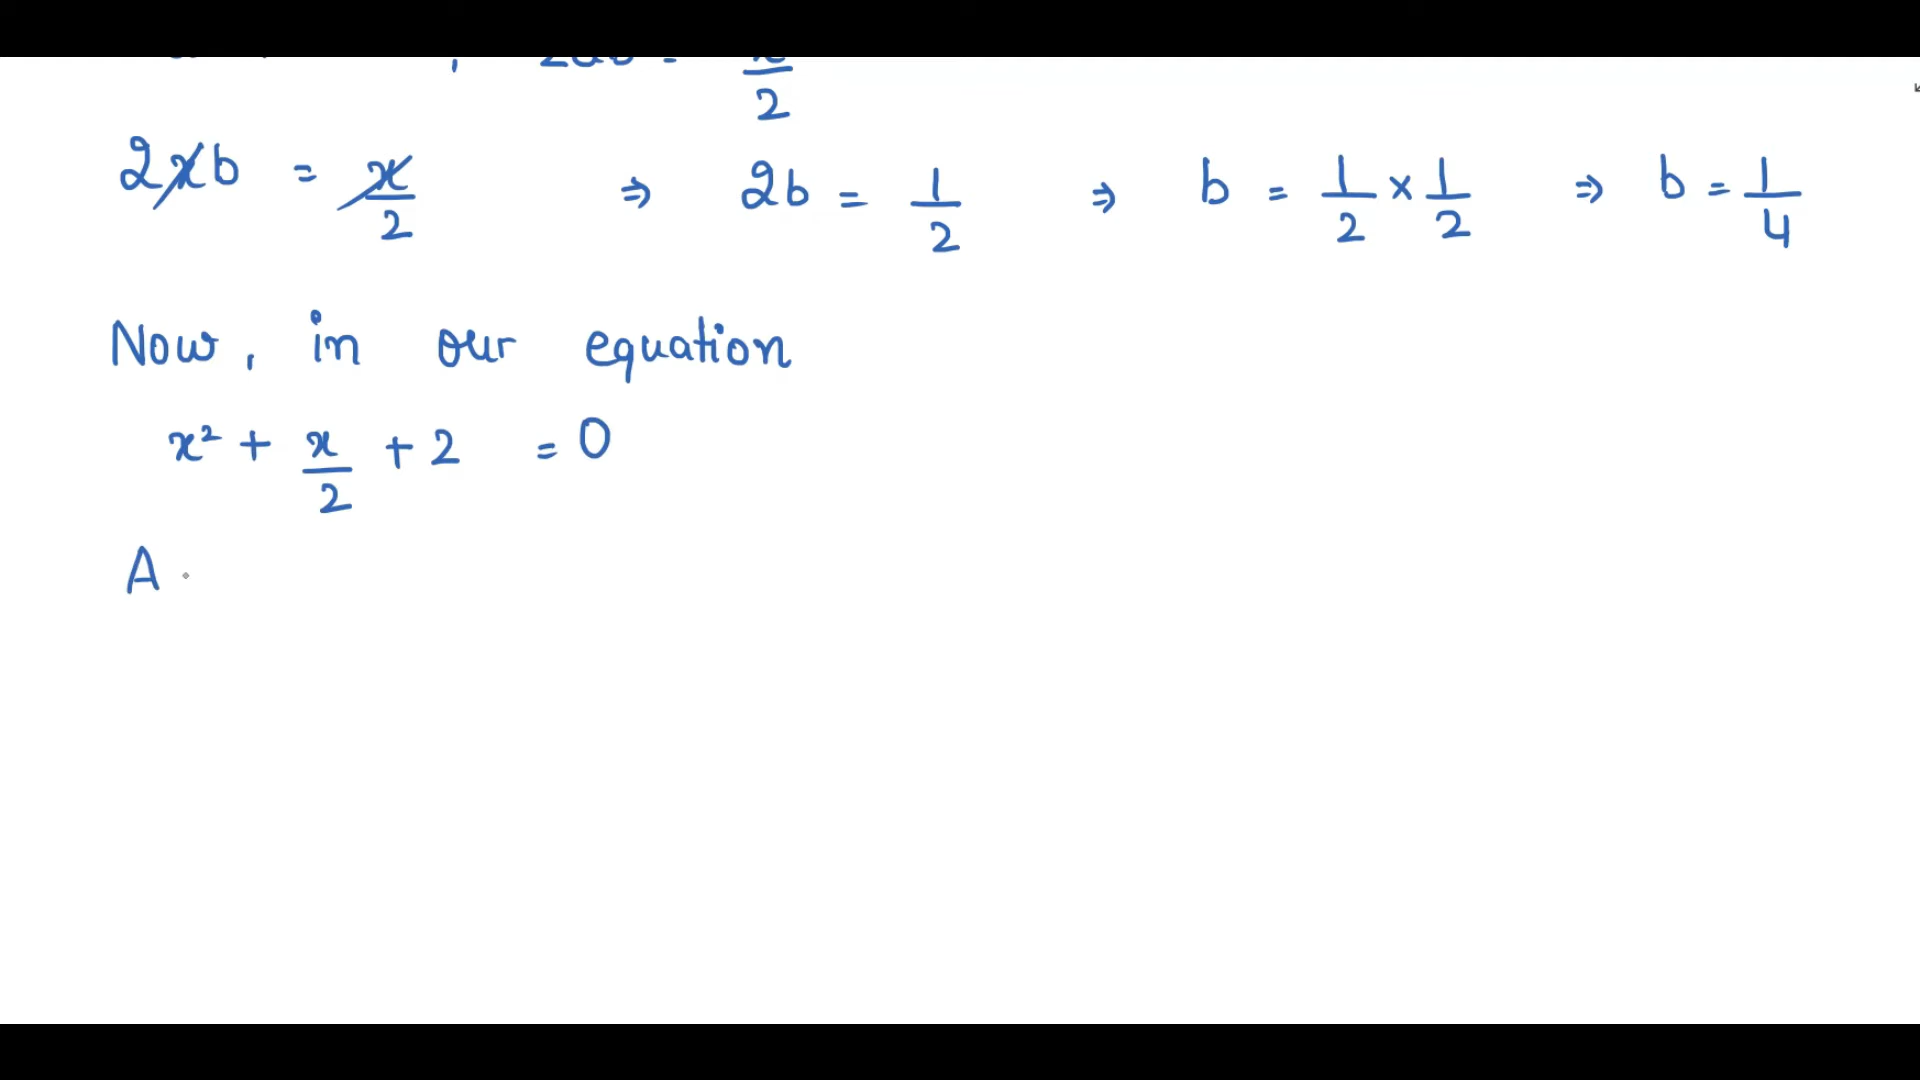 2xb = x/2 ⇒ 2b = 1/2 ⇒ b = 1/2 × 1/2 ⇒ b = 1/4
Now, in our equation
x² + x/2 + 2 = 0
A